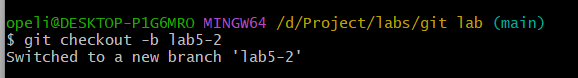 opeli@DESKTOP-P1G6MRO MINGW64 /d/Project/labs/git lab (main)
$ git checkout -b lab5-2
Switched to a new branch 'lab5-2'